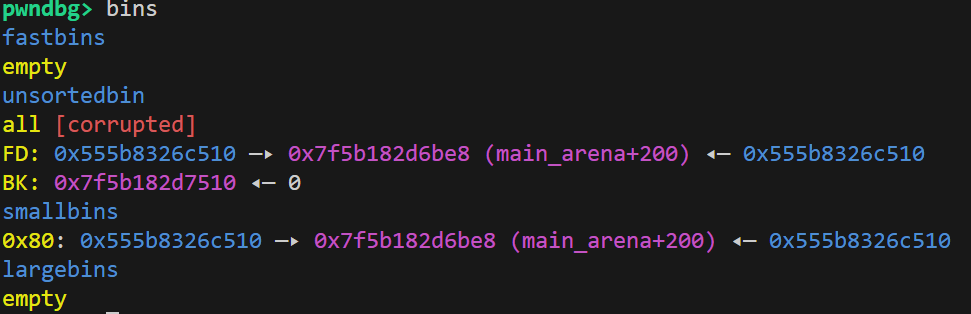 pwndbg> bins
fastbins
empty
unsortedbin
all [corrupted]
FD: 0x555b8326c510 —▸ 0x7f5b182d6be8 (main_arena+200) ◂— 0x555b8326c510
BK: 0x7f5b182d7510 ◂— 0
smallbins
0x80: 0x555b8326c510 —▸ 0x7f5b182d6be8 (main_arena+200) ◂— 0x555b8326c510
largebins
empty